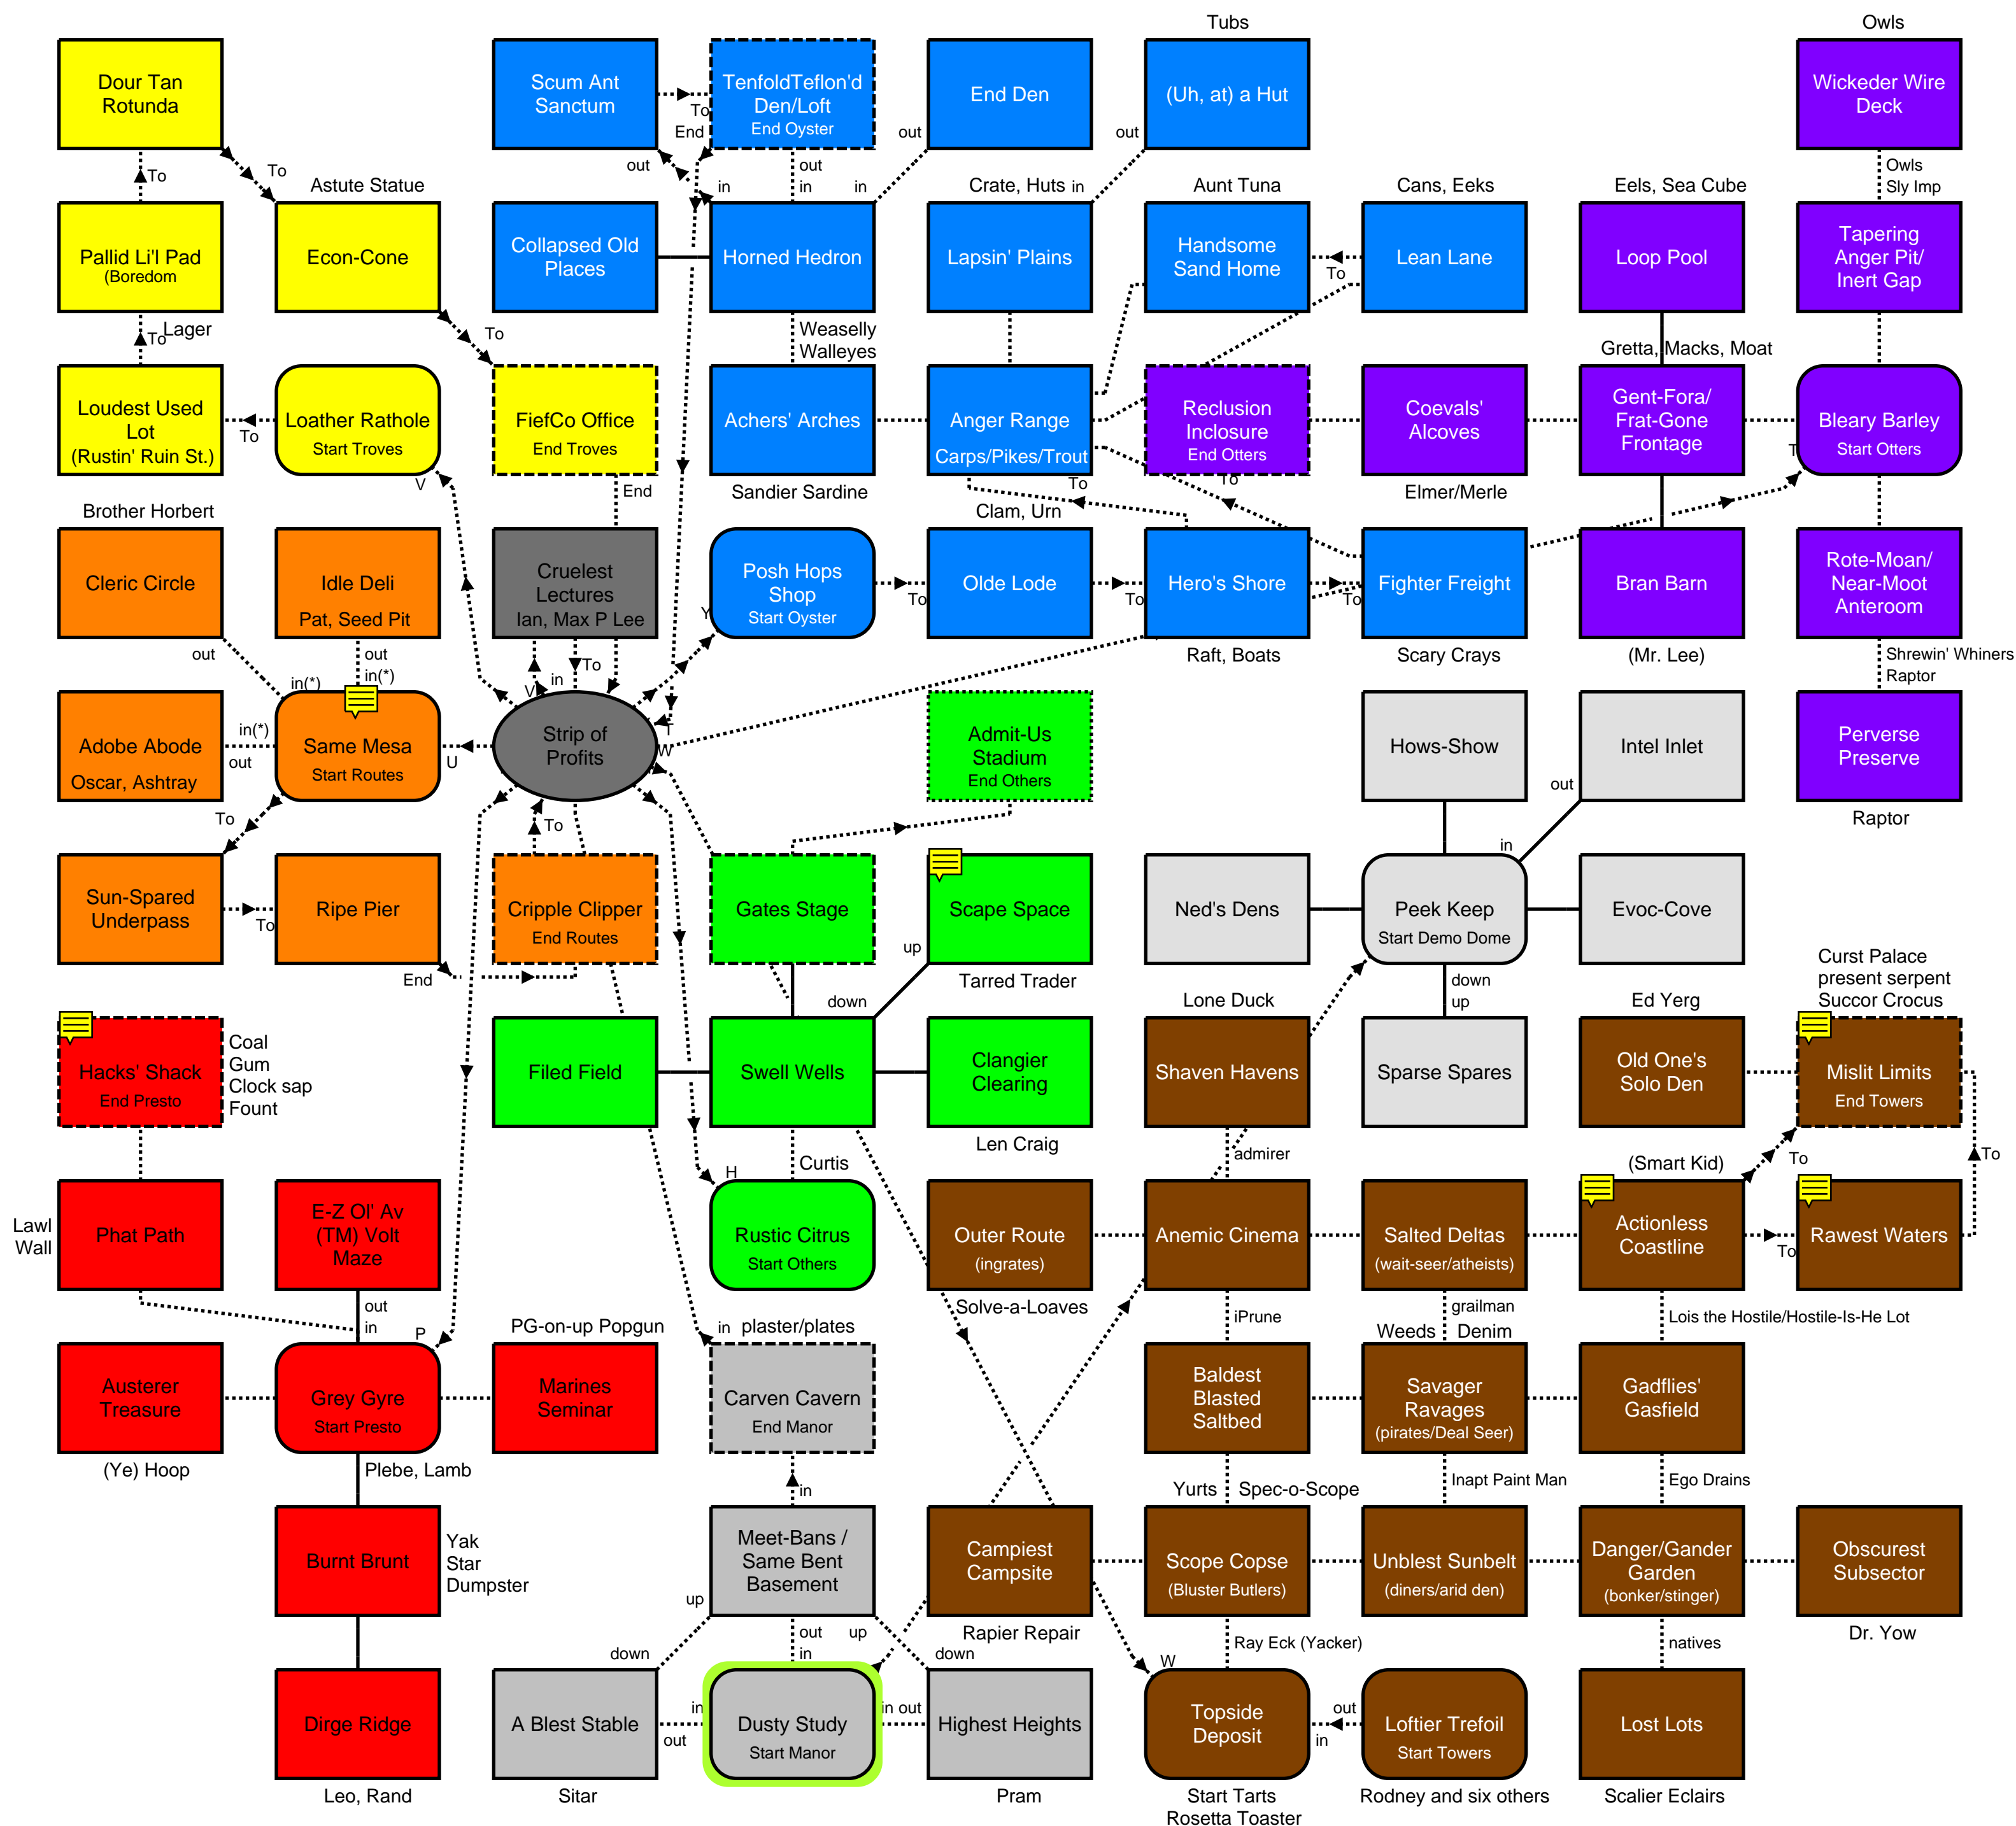 Tubs
Owls
Dour Tan
Rotunda
Scum Ant
Sanctum
To
TenfoldTeflon'd
Den/Loft
End Oyster
End
out
End Den
out
(Uh, at) a Hut
out
Wickeder Wire
Deck
To
To
Astute Statue
out
in
in
in
Crate, Huts
in
Aunt Tuna
Cans, Eeks
Eels, Sea Cube
Owls
Sly Imp
Pallid Li'l Pad
(Boredom
Econ-Cone
Collapsed Old
Places
Horned Hedron
Lapsin' Plains
Handsome
Sand Home
To
Lean Lane
Loop Pool
Tapering
Anger Pit/
Inert Gap
To
Lager
To
Weaselly
Walleyes
Gretta, Macks, Moat
Loudest Used
Lot
(Rustin' Ruin St.)
To
Loather Rathole
Start Troves
V
FiefCo Office
End Troves
End
Achers' Arches
Anger Range
Carps/Pikes/Trout
Reclusion
Inclosure
End Otters
Coevals'
Alcoves
Gent-Fora/
Frat-Gone
Frontage
T
Bleary Barley
Start Otters
Sandier Sardine
To
To
Elmer/Merle
Brother Horbert
Clam, Urn
Cleric Circle
Idle Deli
Pat, Seed Pit
Cruelest
Lectures
Ian, Max P Lee
Y
Posh Hops
Shop
Start Oyster
To
Olde Lode
To
Hero's Shore
To
Fighter Freight
Bran Barn
Rote-Moan/
Near-Moot
Anteroom
out
out
in(*)
in(*)
V
in
To
Raft, Boats
Scary Crays
(Mr. Lee)
Shrewin' Whiners
Raptor
Adobe Abode
Oscar, Ashtray
in(*)
out
Same Mesa
Start Routes
U
Strip of
Profits
T
W
Admit-Us
Stadium
End Others
Hows-Show
Intel Inlet
out
Perverse
Preserve
To
To
in
Raptor
Sun-Spared
Underpass
To
Ripe Pier
Cripple Clipper
End Routes
Gates Stage
up
Scape Space
Ned's Dens
Peek Keep
Start Demo Dome
Evoc-Cove
End
down
Tarred Trader
Lone Duck
down
up
Ed Yerg
Curst Palace
present serpent
Succor Crocus
Hacks' Shack
End Presto
Coal
Gum
Clock sap
Fount
Filed Field
Swell Wells
Clangier
Clearing
Shaven Havens
Sparse Spares
Old One's
Solo Den
Mislit Limits
End Towers
H
Curtis
Len Craig
admirer
(Smart Kid)
To
To
Lawl
Wall
Phat Path
E-Z Ol' Av
(TM) Volt
Maze
Rustic Citrus
Start Others
Outer Route
(ingrates)
Anemic Cinema
Salted Deltas
(wait-seer/atheists)
Actionless
Coastline
To
Rawest Waters
out
in
P
PG-on-up Popgun
in
plaster/plates
Solve-a-Loaves
iPrune
grailman
Weeds
Denim
Lois the Hostile/Hostile-Is-He Lot
Austerer
Treasure
Grey Gyre
Start Presto
Marines
Seminar
Carven Cavern
End Manor
Baldest
Blasted
Saltbed
Savager
Ravages
(pirates/Deal Seer)
Gadflies'
Gasfield
(Ye) Hoop
Plebe, Lamb
in
Yurts
Spec-o-Scope
Inapt Paint Man
Ego Drains
Burnt Brunt
Yak
Star
Dumpster
Meet-Bans /
Same Bent
Basement
Campiest
Campsite
Scope Copse
(Bluster Butlers)
Unblest Sunbelt
(diners/arid den)
Danger/Gander
Garden
(bonker/stinger)
Obscurest
Subsector
up
down
out
in
up
down
Rapier Repair
W
Ray Eck (Yacker)
natives
Dr. Yow
Dirge Ridge
A Blest Stable
in
out
Dusty Study
Start Manor
in
out
Highest Heights
Topside
Deposit
out
in
Loftier Trefoil
Start Towers
Lost Lots
Leo, Rand
Sitar
Pram
Start Tarts
Rosetta Toaster
Rodney and six others
Scalier Eclairs